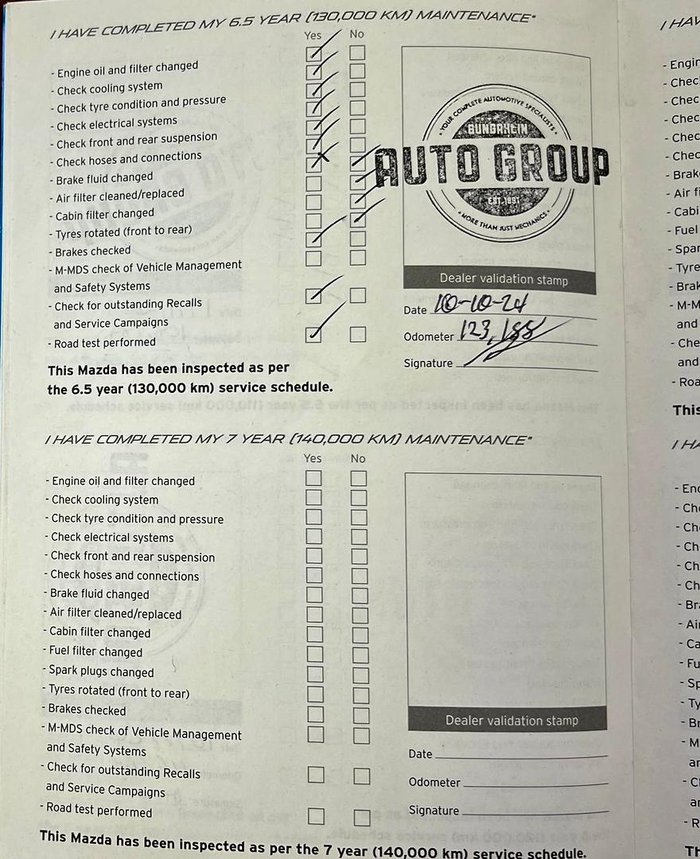 I HAVE COMPLETED MY 6.5 YEAR (130,000 KM) MAINTENANCE*
Yes No
- Engine oil and filter changed
- Check cooling system
- Check tyre condition and pressure
- Check electrical systems
- Check front and rear suspension
- Check hoses and connections
- Brake fluid changed
- Air filter cleaned/replaced
- Cabin filter changed
- Tyres rotated (front to rear)
- Brakes checked
- M-MDS check of Vehicle Management
and Safety Systems
- Check for outstanding Recalls
and Service Campaigns
- Road test performed
This Mazda has been inspected as per
the 6.5 year (130,000 km) service schedule.
• YOUR COMPLETE AUTOMOTIVE SPECIALISTS •
AUTO GROUP
EST. 1991
• MORE THAN JUST MECHANICS •
Dealer validation stamp
Date 10-10-24
Odometer 123,188
Signature
I HAVE COMPLETED MY 7 YEAR (140,000 KM) MAINTENANCE*
Yes No
- Engine oil and filter changed
- Check cooling system
- Check tyre condition and pressure
- Check electrical systems
- Check front and rear suspension
- Check hoses and connections
- Brake fluid changed
- Air filter cleaned/replaced
- Cabin filter changed
- Fuel filter changed
- Spark plugs changed
- Tyres rotated (front to rear)
- Brakes checked
- M-MDS check of Vehicle Management
and Safety Systems
- Check for outstanding Recalls
and Service Campaigns
- Road test performed
This Mazda has been inspected as per the 7 year (140,000 km) service schedule.
Dealer validation stamp
Date
Odometer
Signature